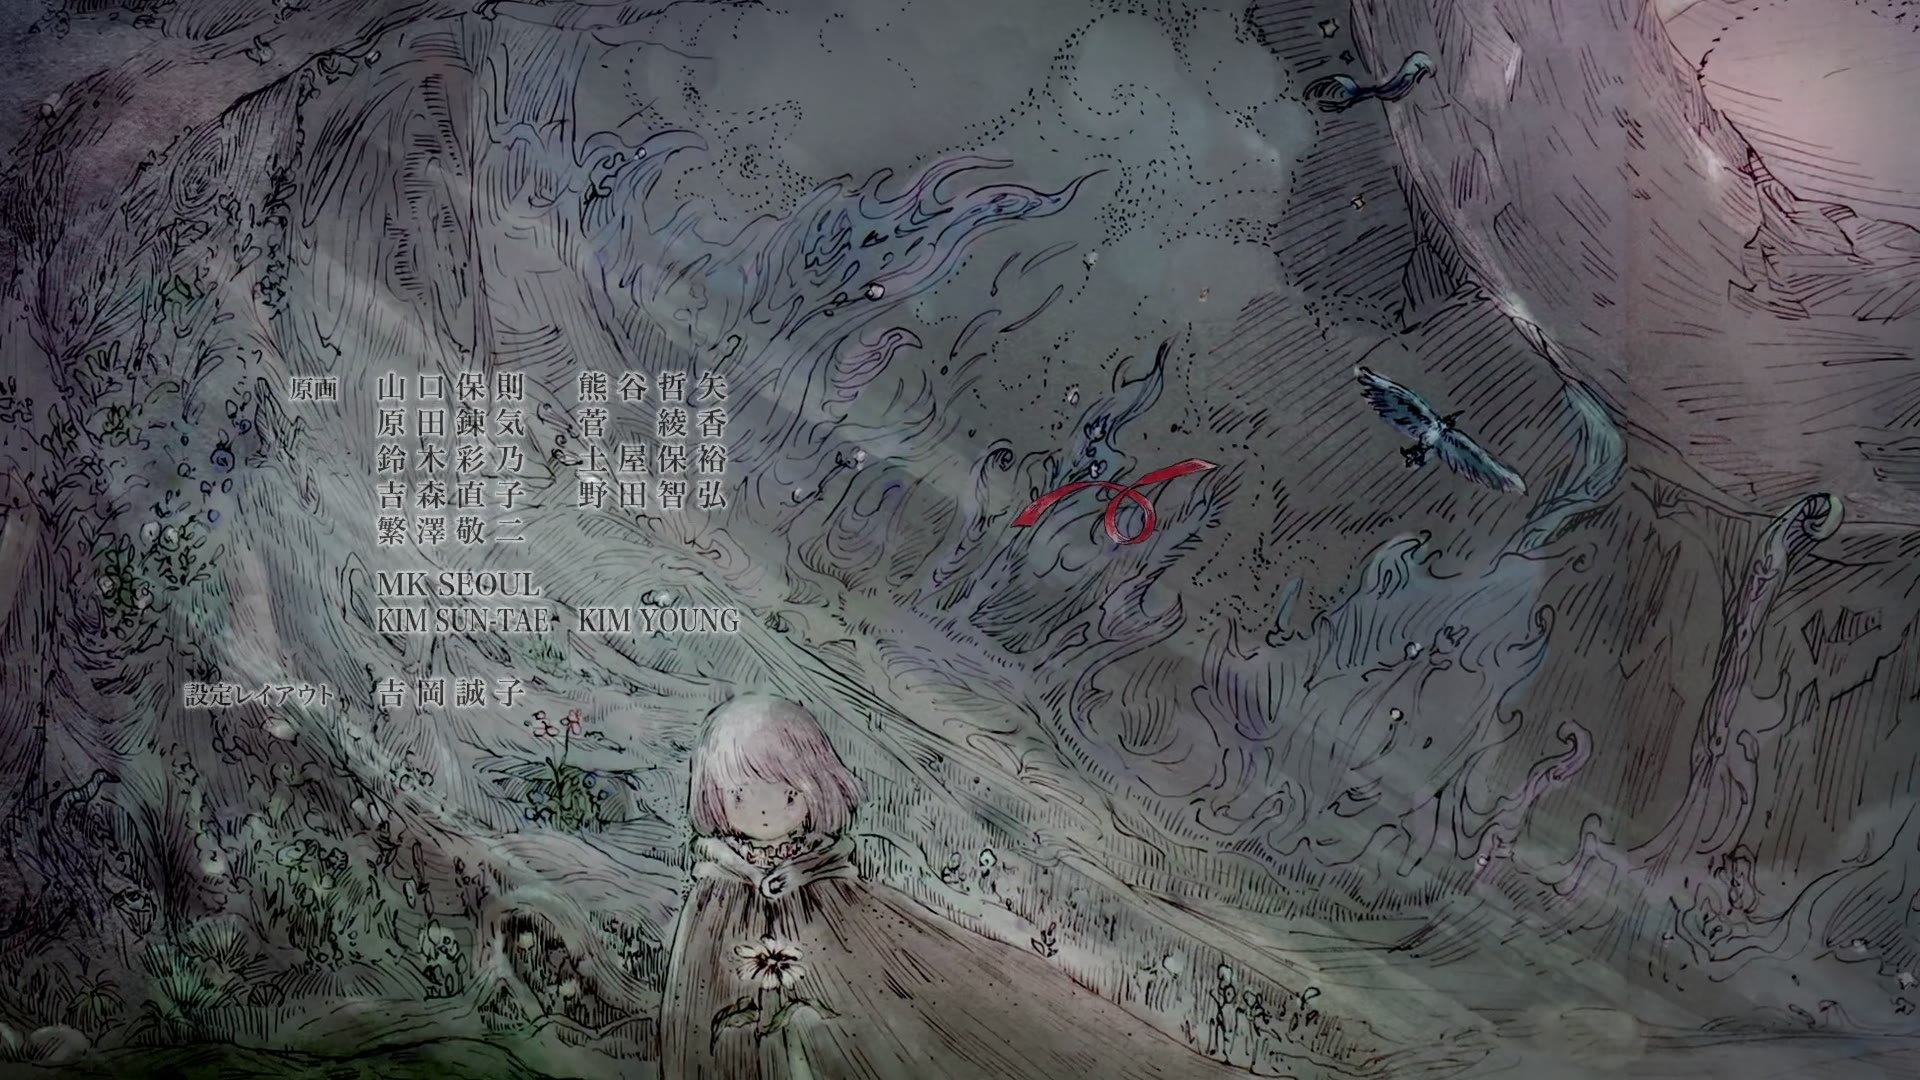 原画 山口保則 熊谷哲矢
原田錬気 菅 綾香
鈴木彩乃 土屋保裕
吉森直子 野田智弘
繁澤敬二
MK SEOUL
KIM SUN-TAE KIM YOUNG
設定レイアウト 吉岡誠子